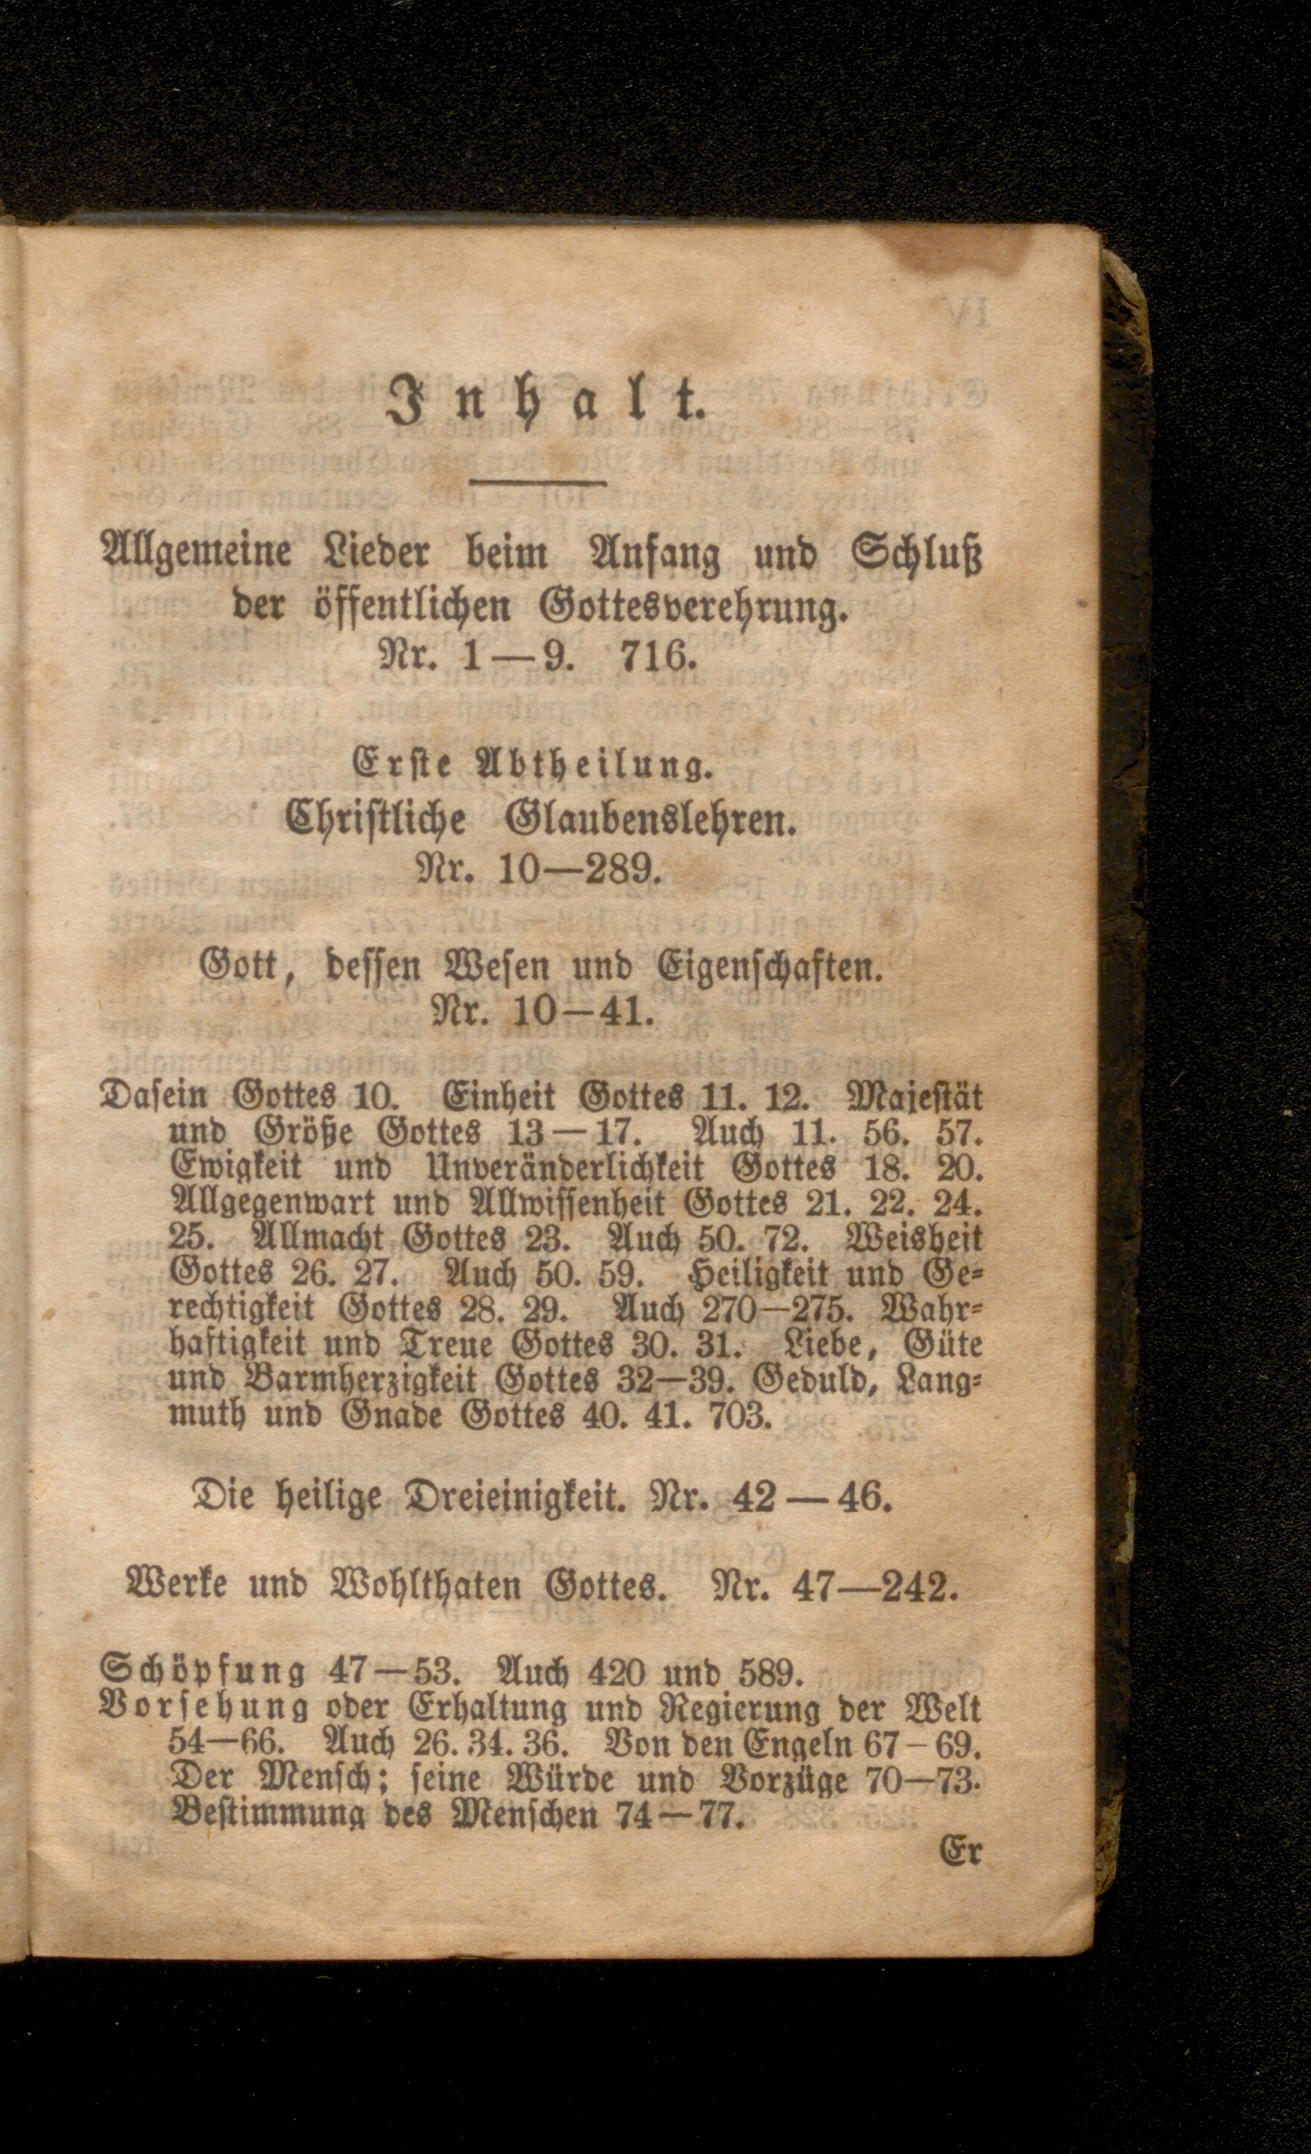 Inhalt.
Allgemeine Lieder beim Anfang und Schluß
der öffentlichen Gottesverehrung.
Nr. 1—9. 716.
Erste Abtheilung.
Christliche Glaubenslehren.
Nr. 10—289.
Gott, dessen Wesen und Eigenschaften.
Nr. 10—41.
Dasein Gottes 10. Einheit Gottes 11. 12. Majestät
und Größe Gottes 13—17. Auch 11. 56. 57.
Ewigkeit und Unveränderlichkeit Gottes 18. 20.
Allgegenwart und Allwissenheit Gottes 21. 22. 24.
25. Allmacht Gottes 23. Auch 50. 72. Weisheit
Gottes 26. 27. Auch 50. 59. Heiligkeit und Ge-
rechtigkeit Gottes 28. 29. Auch 270—275. Wahr-
haftigkeit und Treue Gottes 30. 31. Liebe, Güte
und Barmherzigkeit Gottes 32—39. Geduld, Lang-
muth und Gnade Gottes 40. 41. 703.
Die heilige Dreieinigkeit. Nr. 42—46.
Werke und Wohlthaten Gottes. Nr. 47—242.
Schöpfung 47—53. Auch 420 und 589.
Vorsehung oder Erhaltung und Regierung der Welt
54—66. Auch 26. 34. 36. Von den Engeln 67—69.
Der Mensch; seine Würde und Vorzüge 70—73.
Bestimmung des Menschen 74—77.
Er